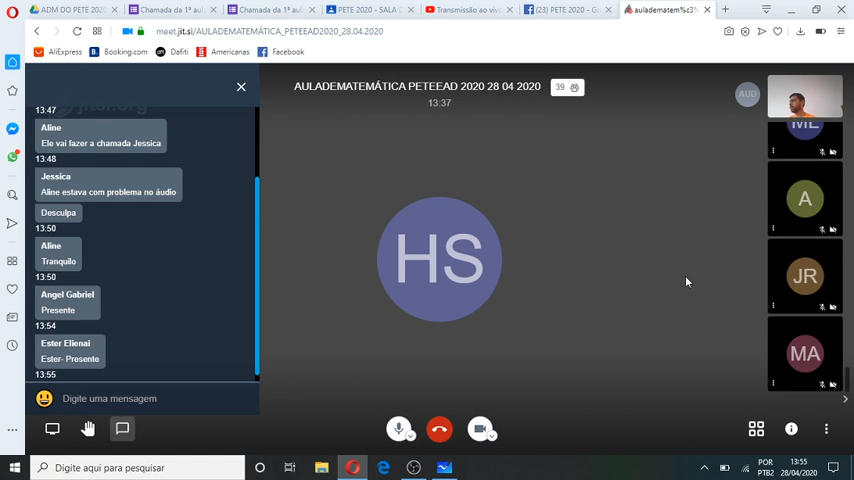 ADM DO PETE 2020
Chamada da 1ª aul
Chamada da 1ª aul
PETE 2020 - SALA D
Transmissão ao vivo
(23) PETE 2020 - G
auladematem%c3%
meet.jit.si/AULADEMATEMÁTICA_PETEEAD2020_28.04.2020
AliExpress
Booking.com
Dafiti
Americanas
Facebook
jitsi.org
AULADEMATEMÁTICA PETEEAD 2020 28 04 2020
39
13:37
AUD
13:47
Aline
Ele vai fazer a chamada Jessica
13:48
Jessica
Aline estava com problema no áudio
Desculpa
13:50
Aline
Tranquilo
13:50
Angel Gabriel
Presente
13:54
Ester Elienai
Ester- Presente
13:55
Digite uma mensagem
HS
ME
A
JR
MA
Digite aqui para pesquisar
POR
PTB2
13:55
28/04/2020